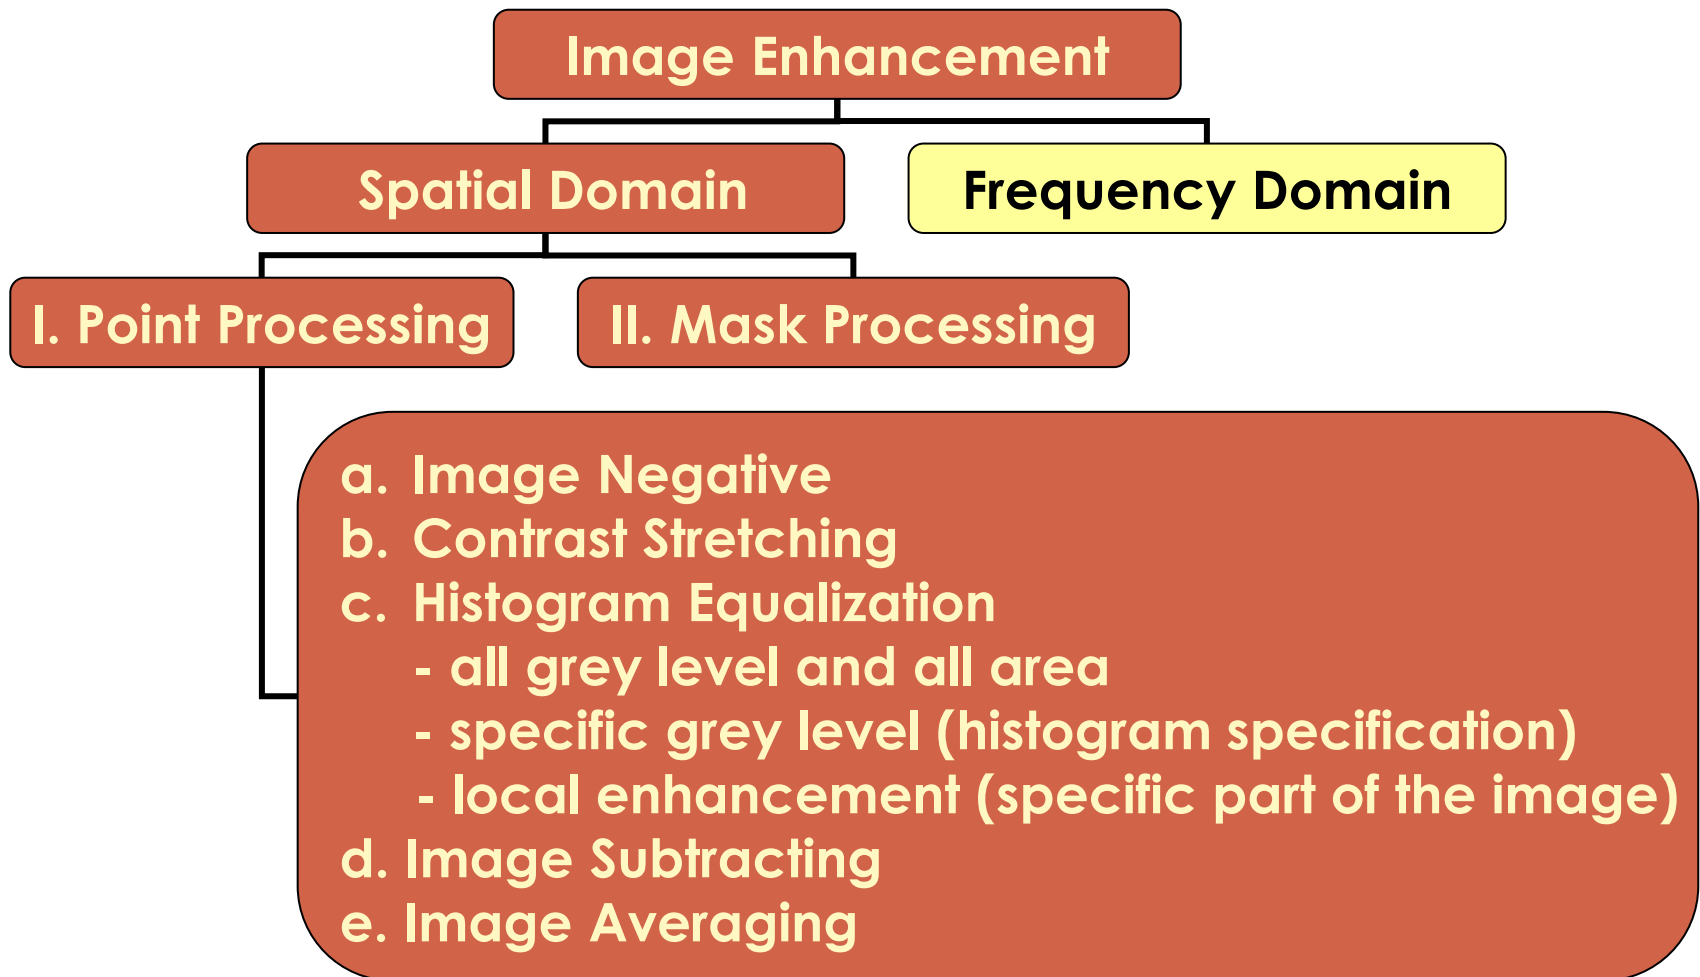 Image Enhancement
Spatial Domain
Frequency Domain
I. Point Processing
II. Mask Processing
a. Image Negative
b. Contrast Stretching
c. Histogram Equalization
- all grey level and all area
- specific grey level (histogram specification)
- local enhancement (specific part of the image)
d. Image Subtracting
e. Image Averaging